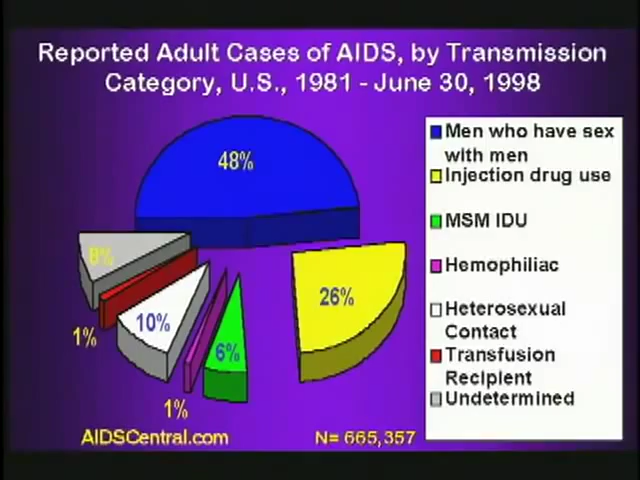 Reported Adult Cases of AIDS, by Transmission
Category, U.S., 1981 - June 30, 1998
48%
Men who have sex
with men
Injection drug use
MSM IDU
Hemophiliac
Heterosexual
Contact
Transfusion
Recipient
Undetermined
8%
26%
10%
1%
6%
1%
AIDSCentral.com
N= 665,357